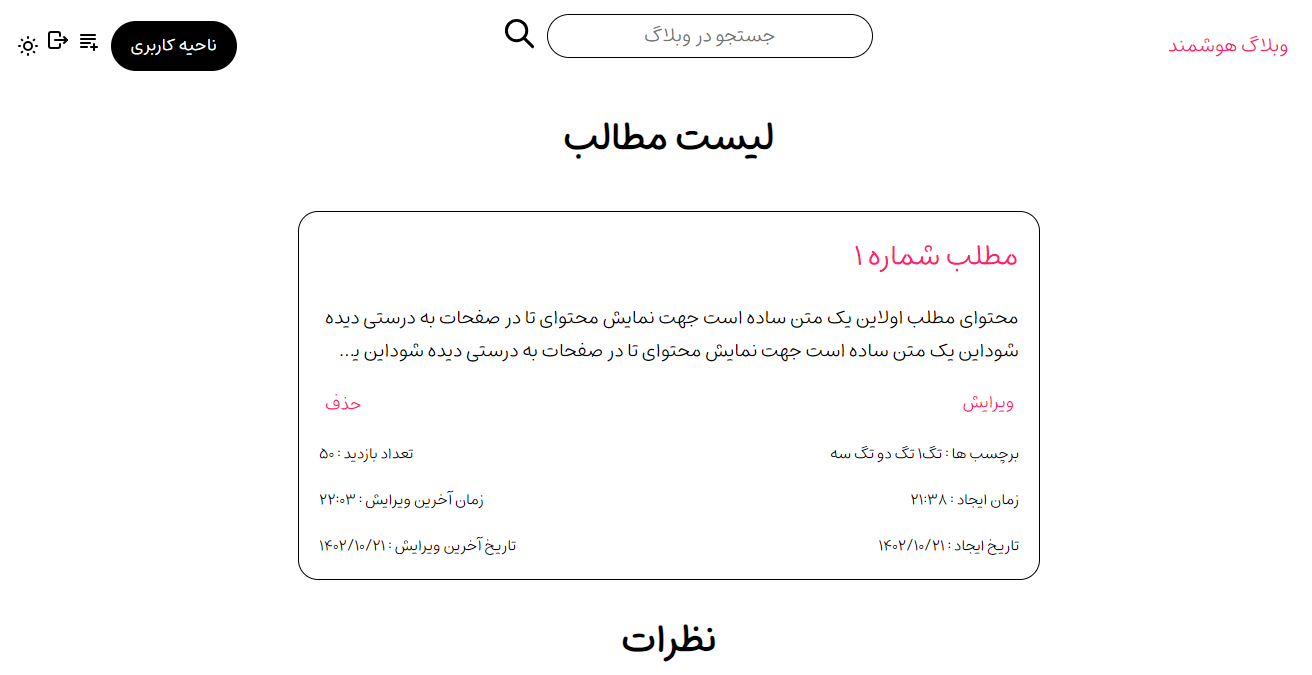 وبلاگ هوشمند
جستجو در وبلاگ
ناحیه کاربری
لیست مطالب
مطلب شماره ۱
محتوای مطلب اولاین یک متن ساده است جهت نمایش محتوای تا در صفحات به درستی دیده
شوداین یک متن ساده است جهت نمایش محتوای تا در صفحات به درستی دیده شوداین ی...
ویرایش
حذف
برچسب ها : تگ۱ تگ دو تگ سه
تعداد بازدید : ۵۰
زمان ایجاد : ۲۱:۳۸
زمان آخرین ویرایش : ۲۲:۰۳
تاریخ ایجاد : ۱۴۰۲/۱۰/۲۱
تاریخ آخرین ویرایش : ۱۴۰۲/۱۰/۲۱
نظرات